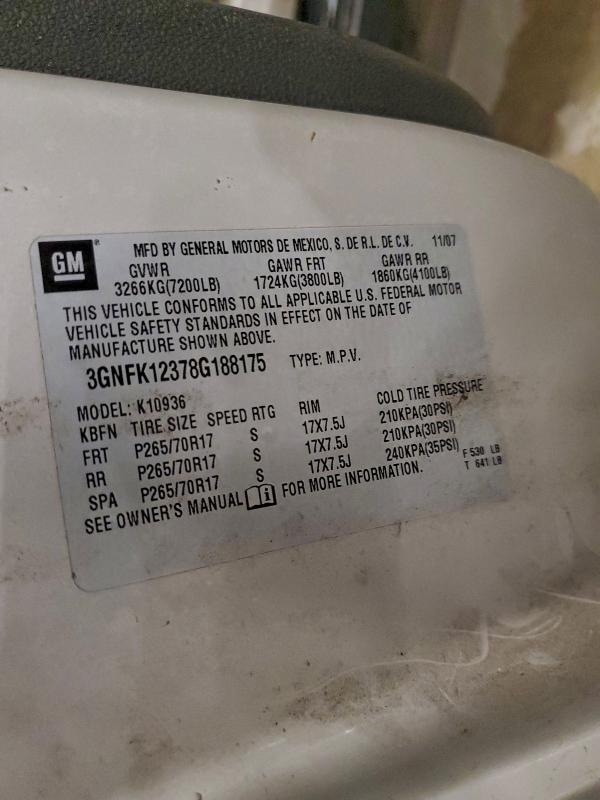 GM
MFD BY GENERAL MOTORS DE MEXICO, S. DE R.L. DE C.V. 11/07
GVWR GAWR FRT GAWR RR
3266KG(7200LB) 1724KG(3800LB) 1860KG(4100LB)
THIS VEHICLE CONFORMS TO ALL APPLICABLE U.S. FEDERAL MOTOR
VEHICLE SAFETY STANDARDS IN EFFECT ON THE DATE OF
MANUFACTURE SHOWN ABOVE.
3GNFK12378G188175 TYPE: M.P.V.
MODEL: K10936
KBFN TIRE SIZE SPEED RTG RIM COLD TIRE PRESSURE
FRT P265/70R17 S 17X7.5J 210KPA(30PSI)
RR P265/70R17 S 17X7.5J 210KPA(30PSI)
SPA P265/70R17 S 17X7.5J 240KPA(35PSI)
SEE OWNER'S MANUAL FOR MORE INFORMATION.
F 530 LB
T 641 LB